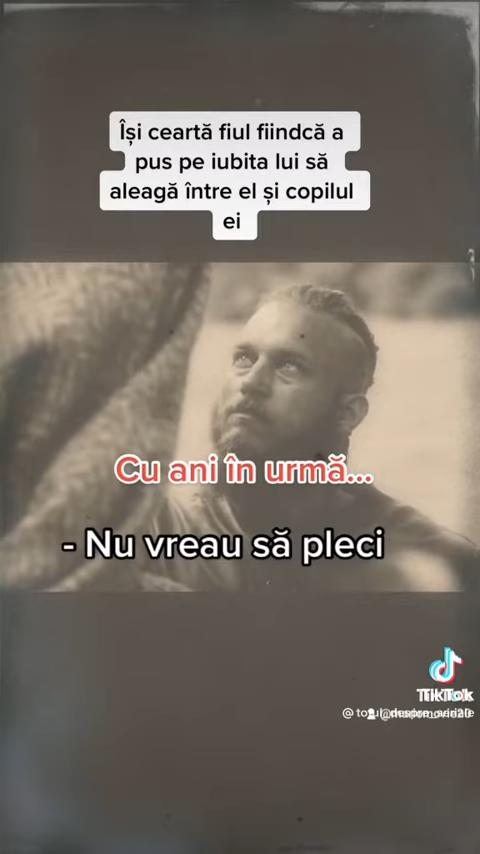 Își ceartă fiul fiindcă a
pus pe iubita lui să
aleagă între el și copilul
ei
Cu ani în urmă...
- Nu vreau să pleci
TikTok